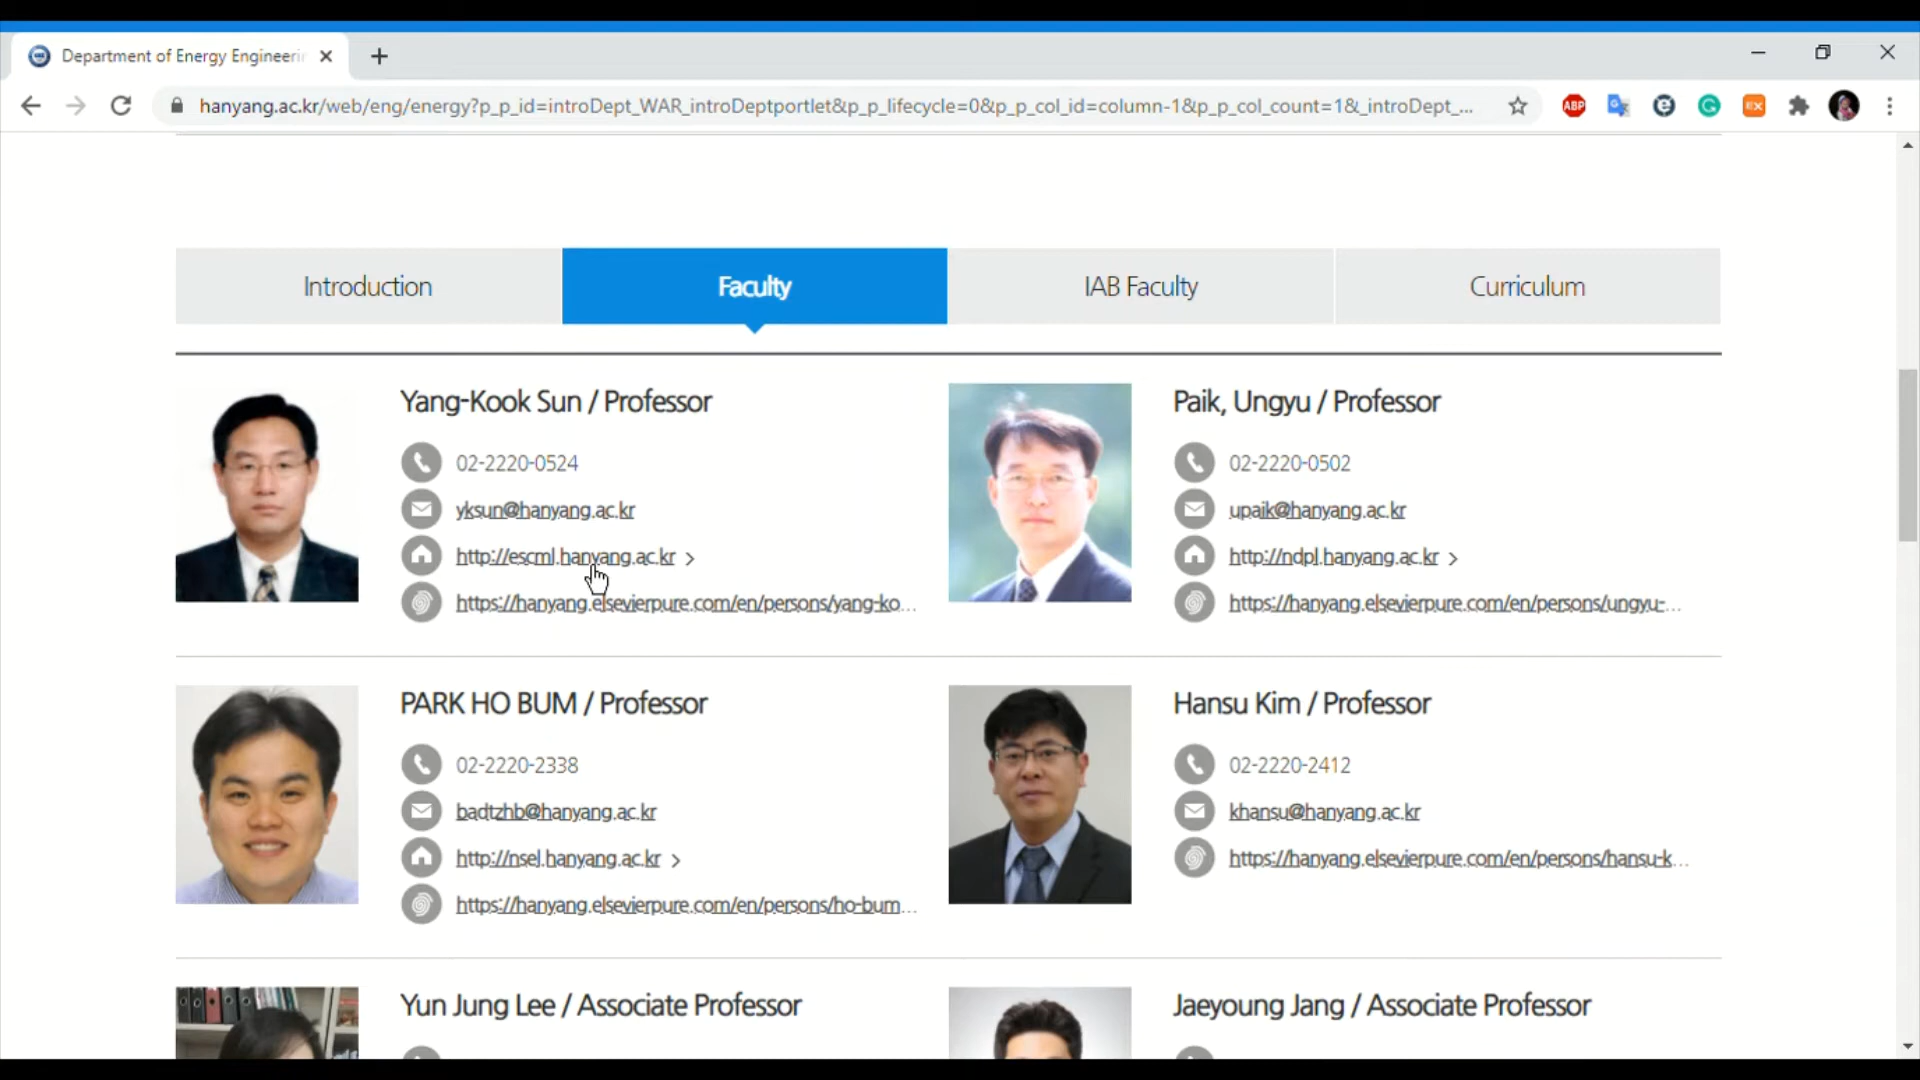 Department of Energy Engineerin
hanyang.ac.kr/web/eng/energy?p_p_id=introDept_WAR_introDeptportlet&p_p_lifecycle=0&p_p_col_id=column-1&p_p_col_count=1&_introDept_...
ABP
EX
Introduction
Faculty
IAB Faculty
Curriculum
Yang-Kook Sun / Professor
02-2220-0524
yksun@hanyang.ac.kr
http://escml.hanyang.ac.kr >
https://hanyang.elsevierpure.com/en/persons/yang-ko...
Paik, Ungyu / Professor
02-2220-0502
upaik@hanyang.ac.kr
http://ndpl.hanyang.ac.kr >
https://hanyang.elsevierpure.com/en/persons/ungyu-...
PARK HO BUM / Professor
02-2220-2338
badtzhb@hanyang.ac.kr
http://nsel.hanyang.ac.kr >
https://hanyang.elsevierpure.com/en/persons/ho-bum...
Hansu Kim / Professor
02-2220-2412
khansu@hanyang.ac.kr
https://hanyang.elsevierpure.com/en/persons/hansu-k...
Yun Jung Lee / Associate Professor
Jaeyoung Jang / Associate Professor